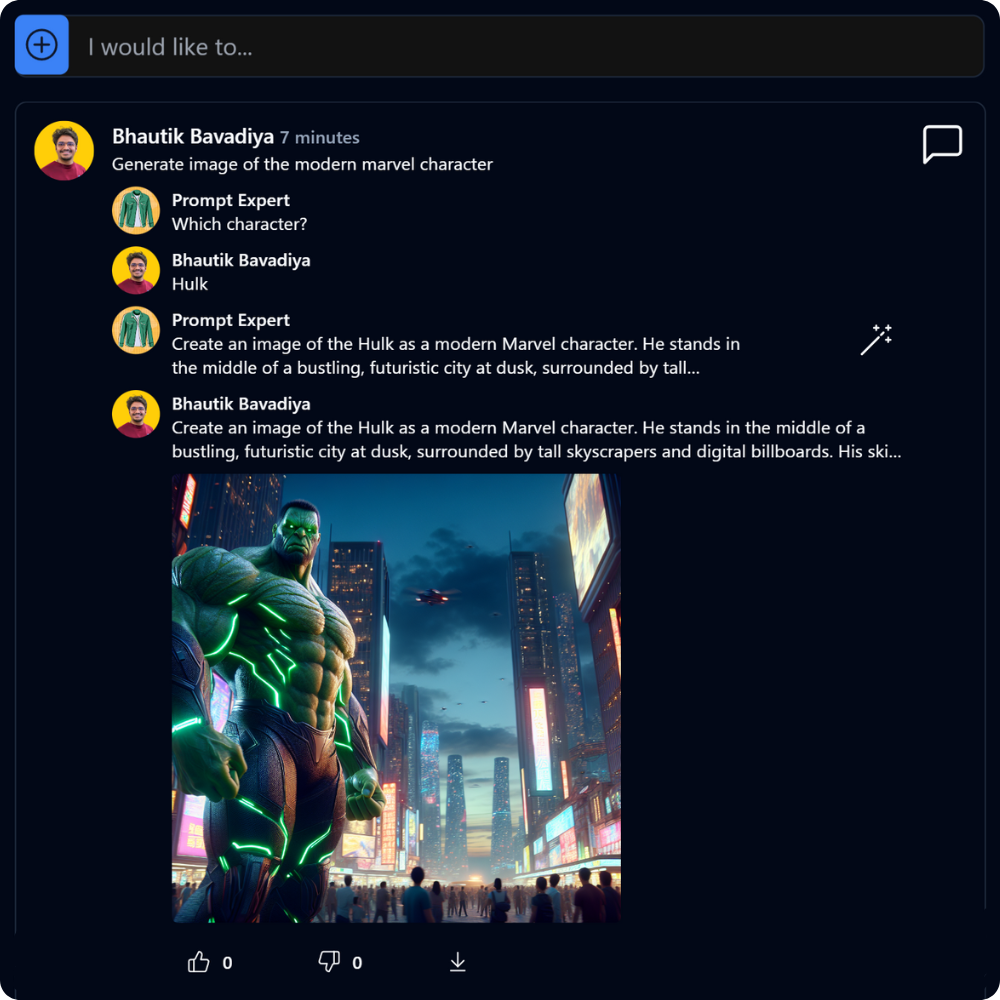 I would like to...
Bhautik Bavadiya 7 minutes
Generate image of the modern marvel character
Prompt Expert
Which character?
Bhautik Bavadiya
Hulk
Prompt Expert
Create an image of the Hulk as a modern Marvel character. He stands in
the middle of a bustling, futuristic city at dusk, surrounded by tall...
Bhautik Bavadiya
Create an image of the Hulk as a modern Marvel character. He stands in the middle of a
bustling, futuristic city at dusk, surrounded by tall skyscrapers and digital billboards. His ski...
0
0